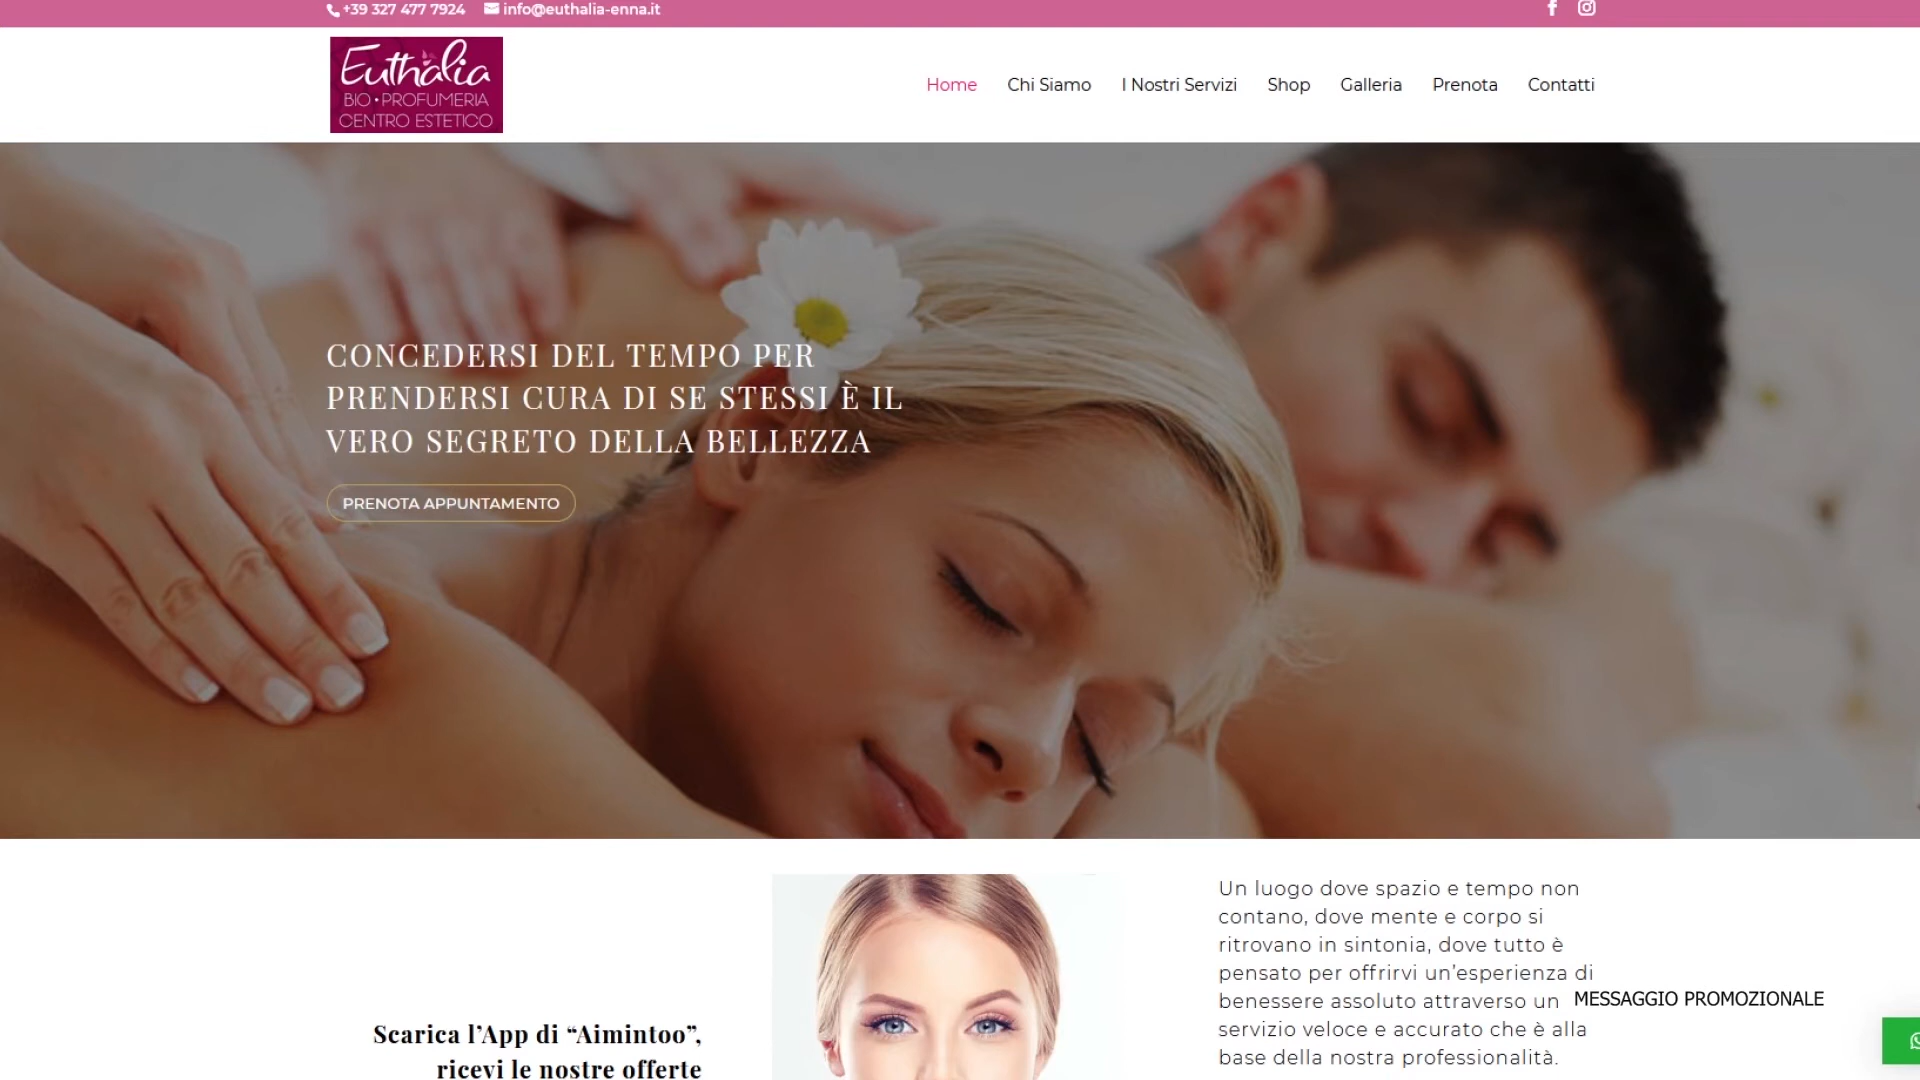 +39 327 477 7924 info@euthalia-enna.it
Euthàlia
BIO • PROFUMERIA
CENTRO ESTETICO
Home Chi Siamo I Nostri Servizi Shop Galleria Prenota Contatti
CONCEDERSI DEL TEMPO PER
PRENDERSI CURA DI SE STESSI È IL
VERO SEGRETO DELLA BELLEZZA
PRENOTA APPUNTAMENTO
Scarica l’App di “Aimintoo”,
ricevi le nostre offerte
Un luogo dove spazio e tempo non
contano, dove mente e corpo si
ritrovano in sintonia, dove tutto è
pensato per offrirvi un’esperienza di
benessere assoluto attraverso un
servizio veloce e accurato che è alla
base della nostra professionalità.
MESSAGGIO PROMOZIONALE